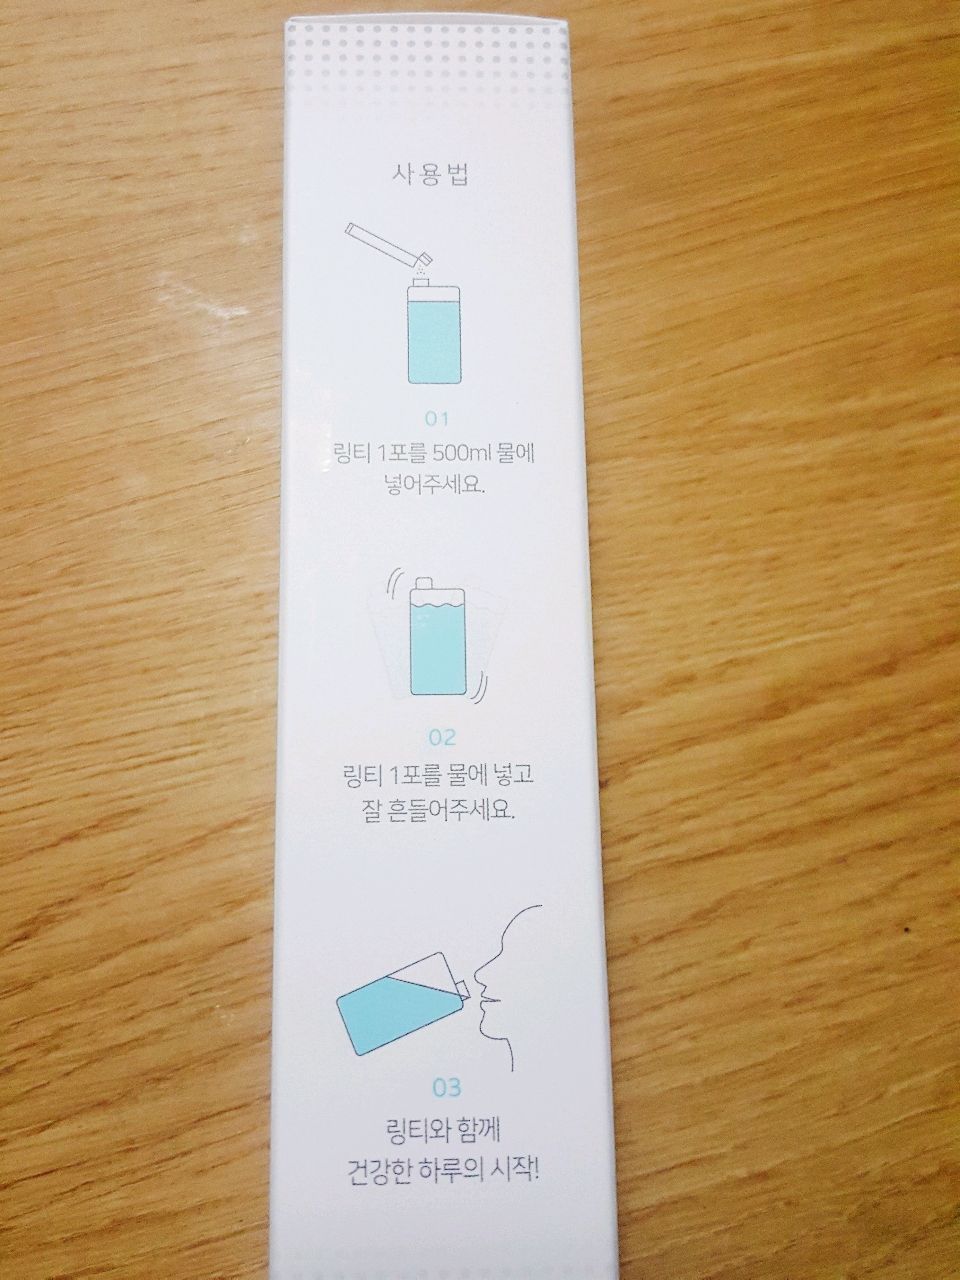 사용법
01
링티 1포를 500ml 물에
넣어주세요.
02
링티 1포를 물에 넣고
잘 흔들어주세요.
03
링티와 함께
건강한 하루의 시작!